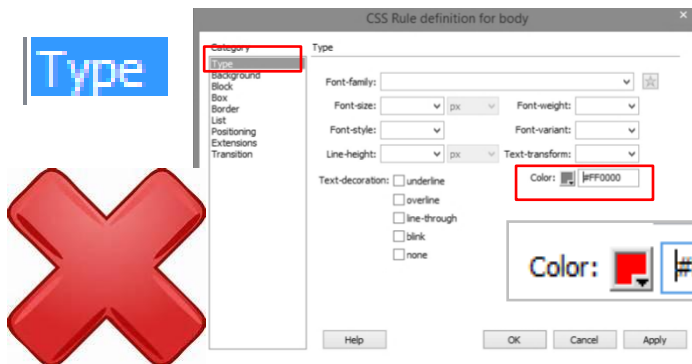 CSS Rule definition for body
Type
Category
Type
Type
Background
Block
Box
Border
List
Positioning
Extensions
Transition
Font-family:
Font-size:
px
Font-weight:
Font-style:
Font-variant:
Line-height:
px
Text-transform:
Text-decoration:
underline
overline
line-through
blink
none
Color:
#FF0000
Color:
#
Help
OK
Cancel
Apply